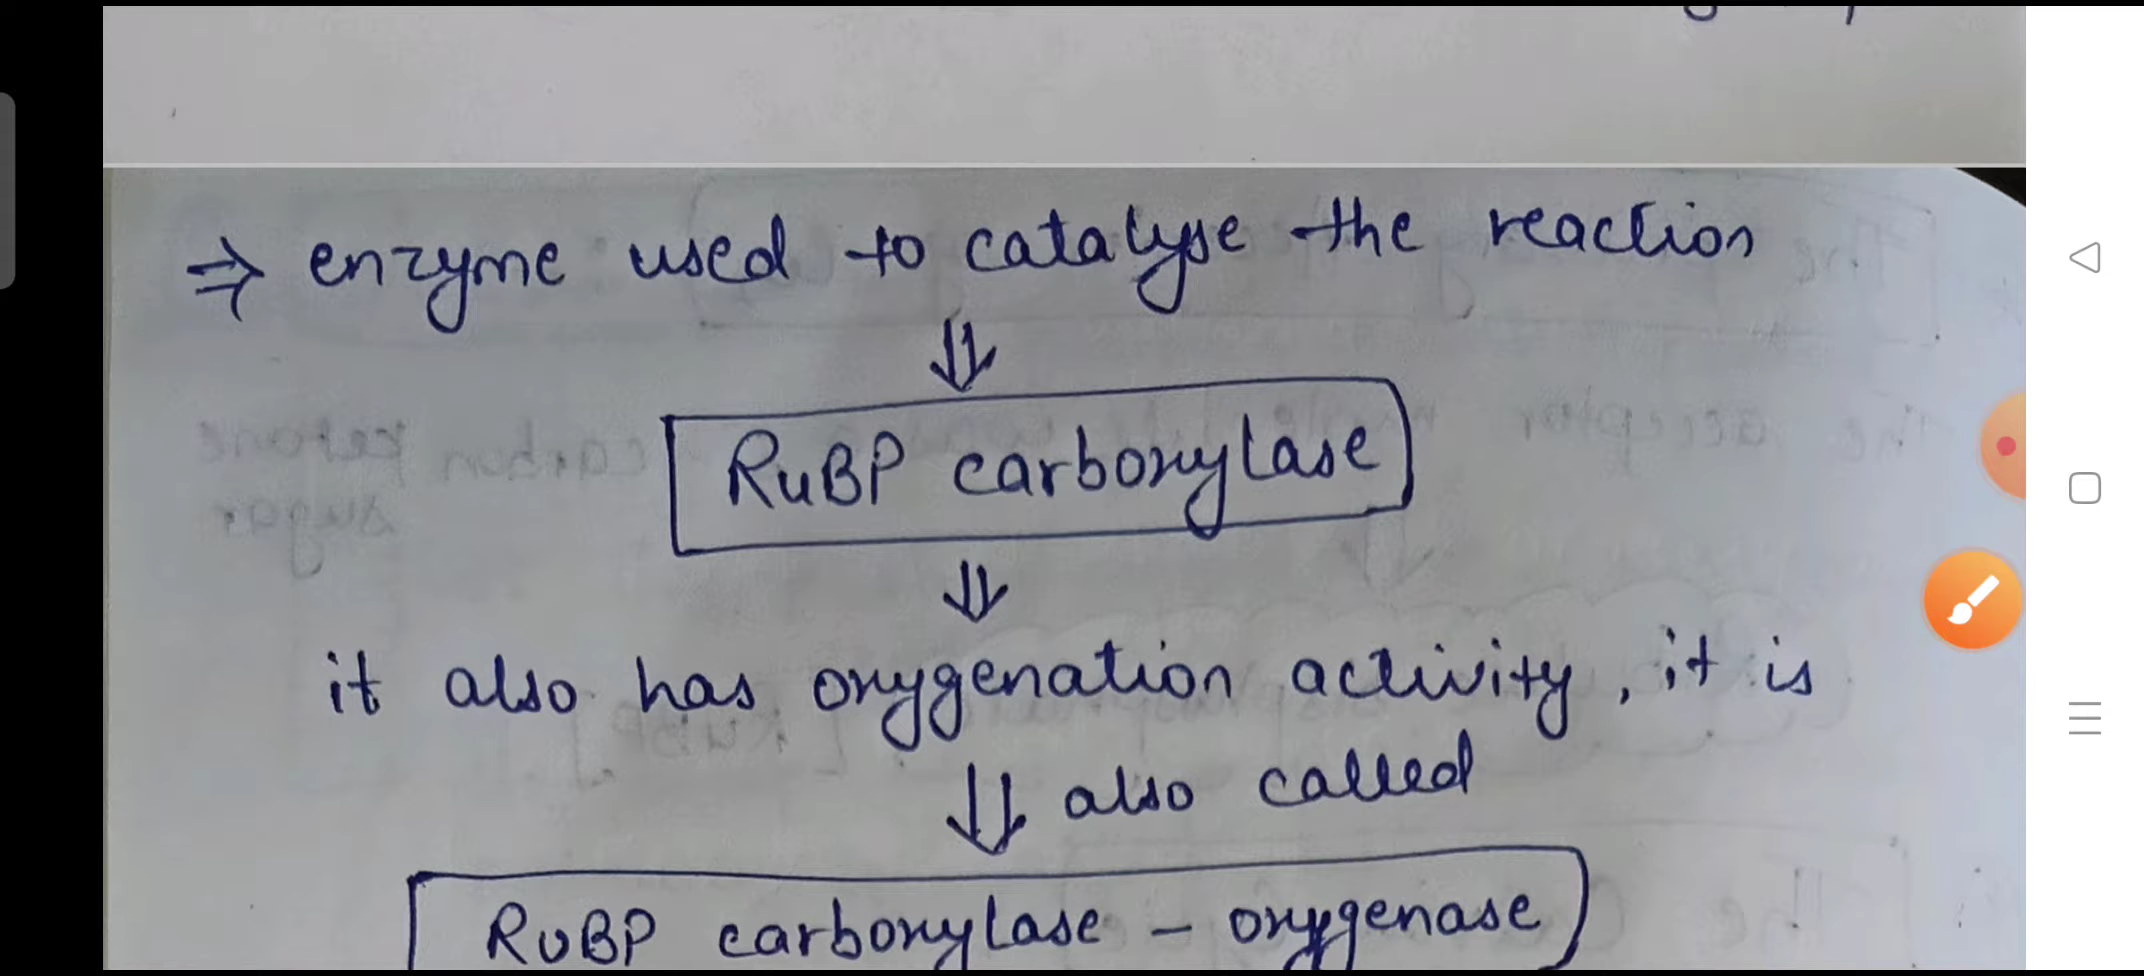 ⇒ enzyme used to catalyse the reaction
⇓
RuBP carboxylase
⇓
it also has oxygenation activity, it is
⇓ also called
RuBP carboxylase - oxygenase